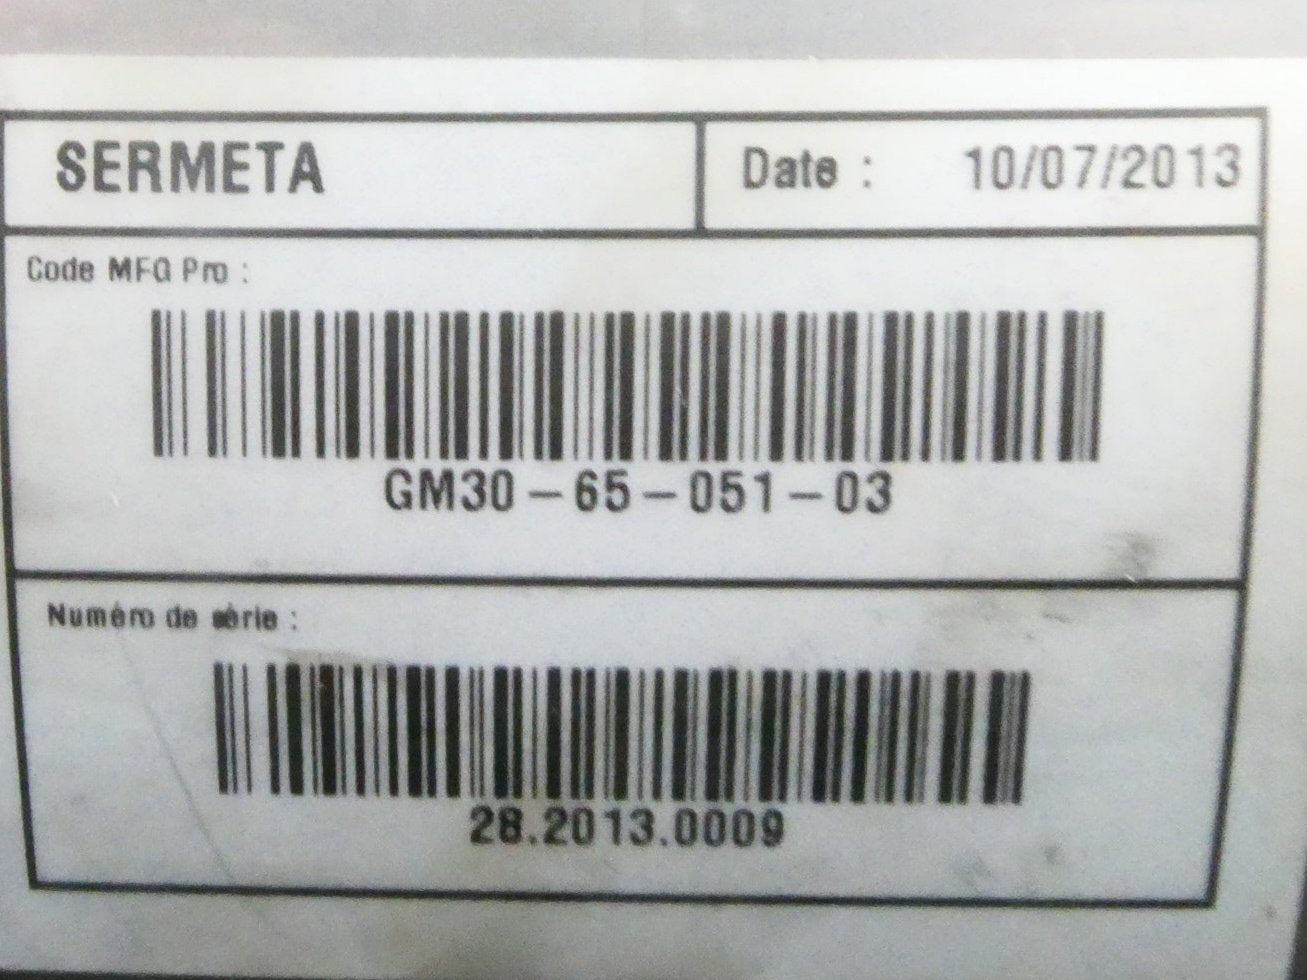 SERMETA
Date : 10/07/2013
Code MFG Pro :
GM30-65-051-03
Numéro de série :
28.2013.0009